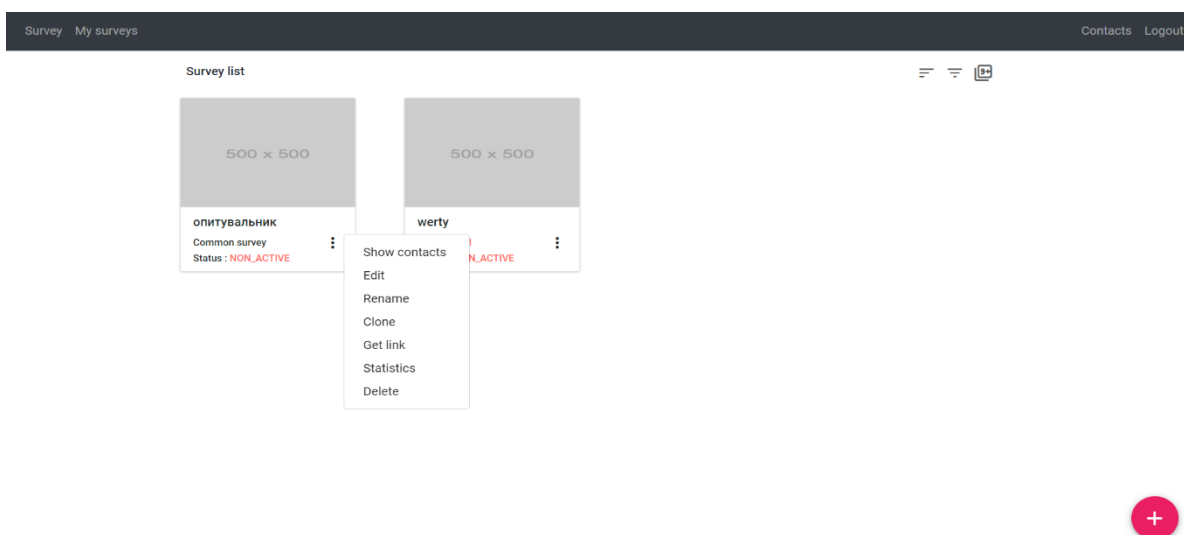 Survey My surveys Contacts Logout
Survey list
9+
500 x 500
500 x 500
опитувальник
Common survey
Status : NON_ACTIVE
werty
N_ACTIVE
Show contacts
Edit
Rename
Clone
Get link
Statistics
Delete